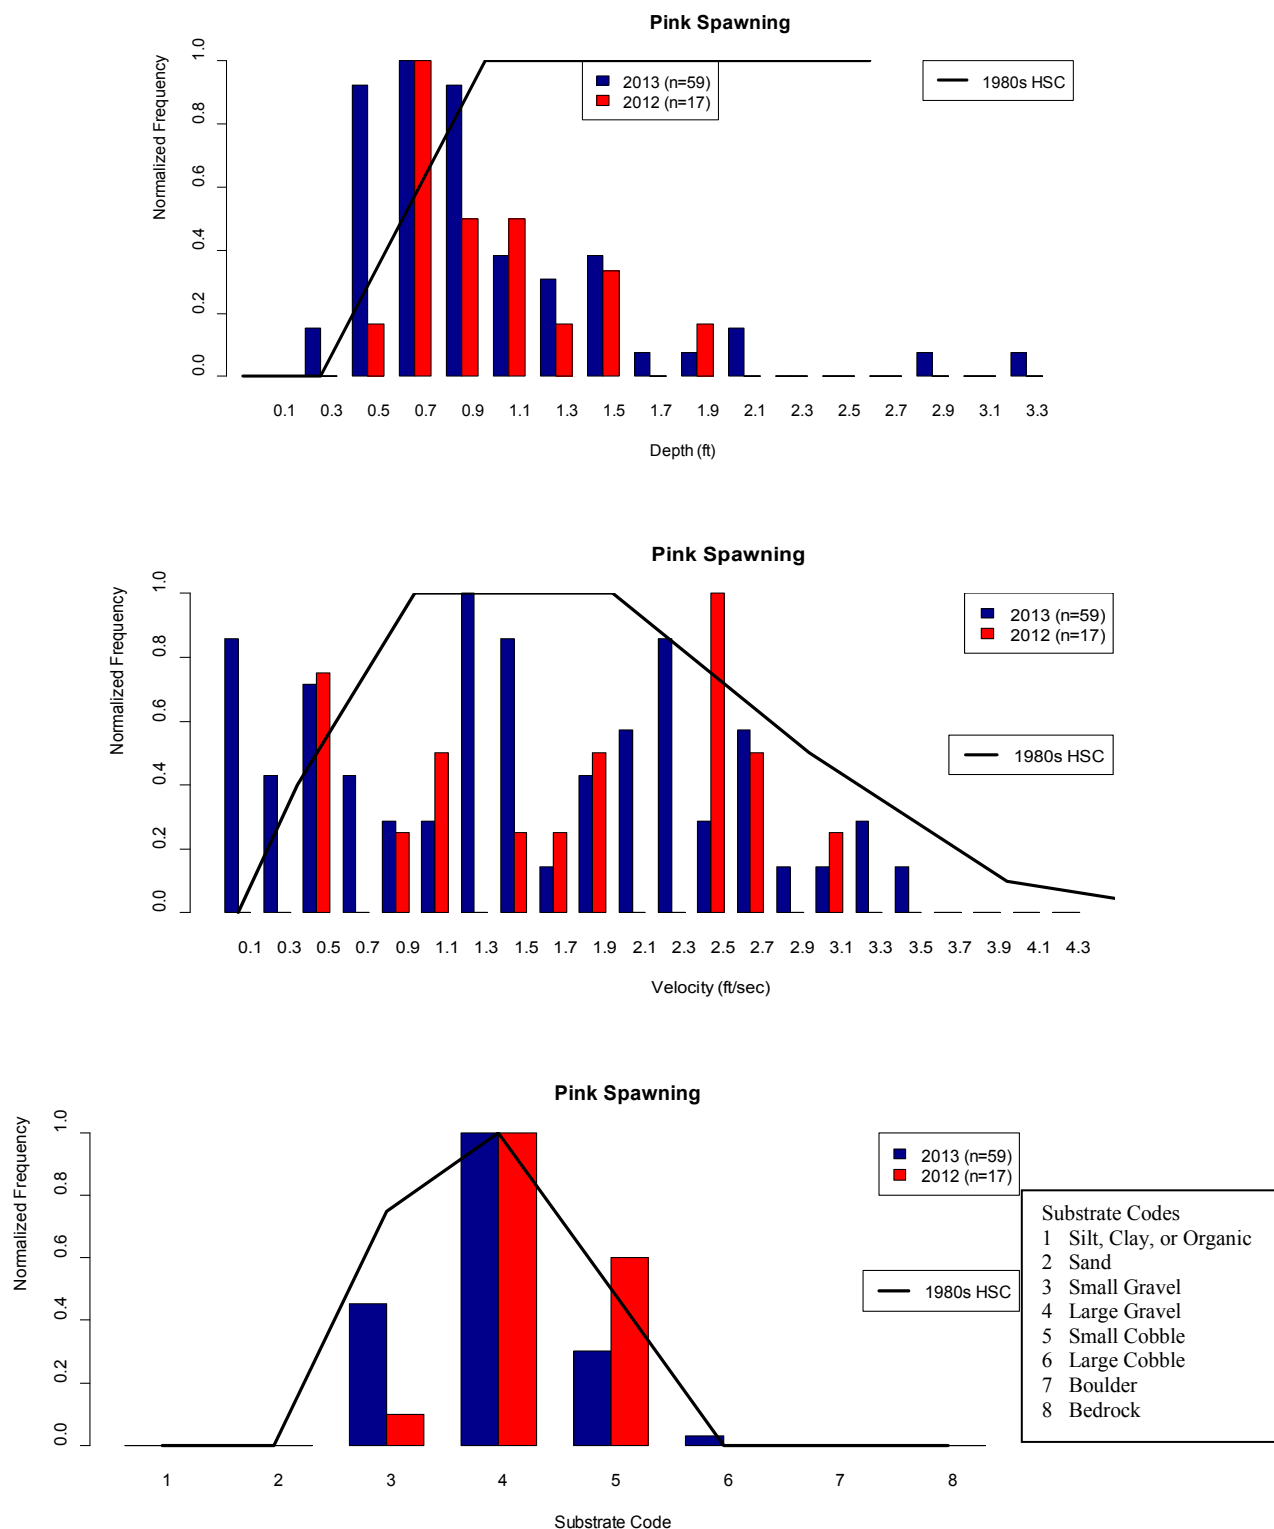 Pink Spawning
Normalized Frequency
1.0
0.8
0.6
0.4
0.2
0.0
2013 (n=59)
2012 (n=17)
1980s HSC
0.1 0.3 0.5 0.7 0.9 1.1 1.3 1.5 1.7 1.9 2.1 2.3 2.5 2.7 2.9 3.1 3.3
Depth (ft)
Pink Spawning
Normalized Frequency
1.0
0.8
0.6
0.4
0.2
0.0
2013 (n=59)
2012 (n=17)
1980s HSC
0.1 0.3 0.5 0.7 0.9 1.1 1.3 1.5 1.7 1.9 2.1 2.3 2.5 2.7 2.9 3.1 3.3 3.5 3.7 3.9 4.1 4.3
Velocity (ft/sec)
Pink Spawning
Normalized Frequency
1.0
0.8
0.6
0.4
0.2
0.0
2013 (n=59)
2012 (n=17)
1980s HSC
Substrate Codes
1 Silt, Clay, or Organic
2 Sand
3 Small Gravel
4 Large Gravel
5 Small Cobble
6 Large Cobble
7 Boulder
8 Bedrock
1 2 3 4 5 6 7 8
Substrate Code